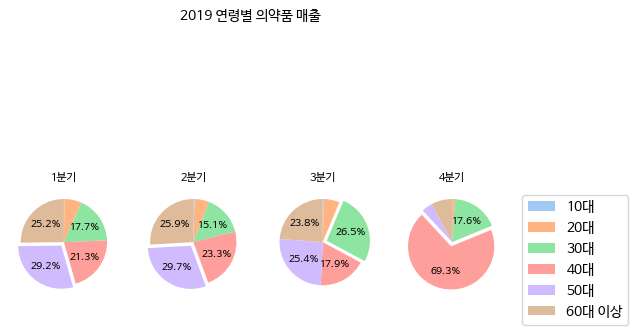 2019 연령별 의약품 매출
1분기
25.2%
17.7%
21.3%
29.2%
2분기
25.9%
15.1%
23.3%
29.7%
3분기
23.8%
26.5%
25.4%
17.9%
4분기
17.6%
69.3%
10대
20대
30대
40대
50대
60대 이상